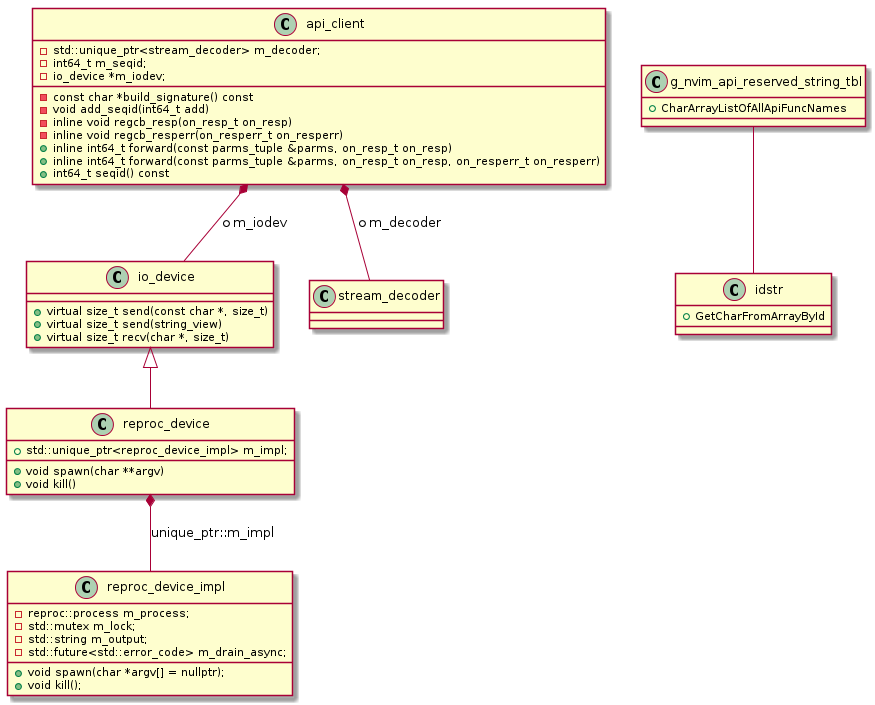 C api_client
std::unique_ptr<stream_decoder> m_decoder;
int64_t m_seqid;
io_device *m_iodev;
const char *build_signature() const
void add_seqid(int64_t add)
inline void regcb_resp(on_resp_t on_resp)
inline void regcb_resperr(on_resperr_t on_resperr)
inline int64_t forward(const parms_tuple &parms, on_resp_t on_resp)
inline int64_t forward(const parms_tuple &parms, on_resp_t on_resp, on_resperr_t on_resperr)
int64_t seqid() const
C g_nvim_api_reserved_string_tbl
CharArrayListOfAllApiFuncNames
m_iodev
m_decoder
C io_device
virtual size_t send(const char *, size_t)
virtual size_t send(string_view)
virtual size_t recv(char *, size_t)
C stream_decoder
C idstr
GetCharFromArrayById
C reproc_device
std::unique_ptr<reproc_device_impl> m_impl;
void spawn(char **argv)
void kill()
unique_ptr::m_impl
C reproc_device_impl
reproc::process m_process;
std::mutex m_lock;
std::string m_output;
std::future<std::error_code> m_drain_async;
void spawn(char *argv[] = nullptr);
void kill();